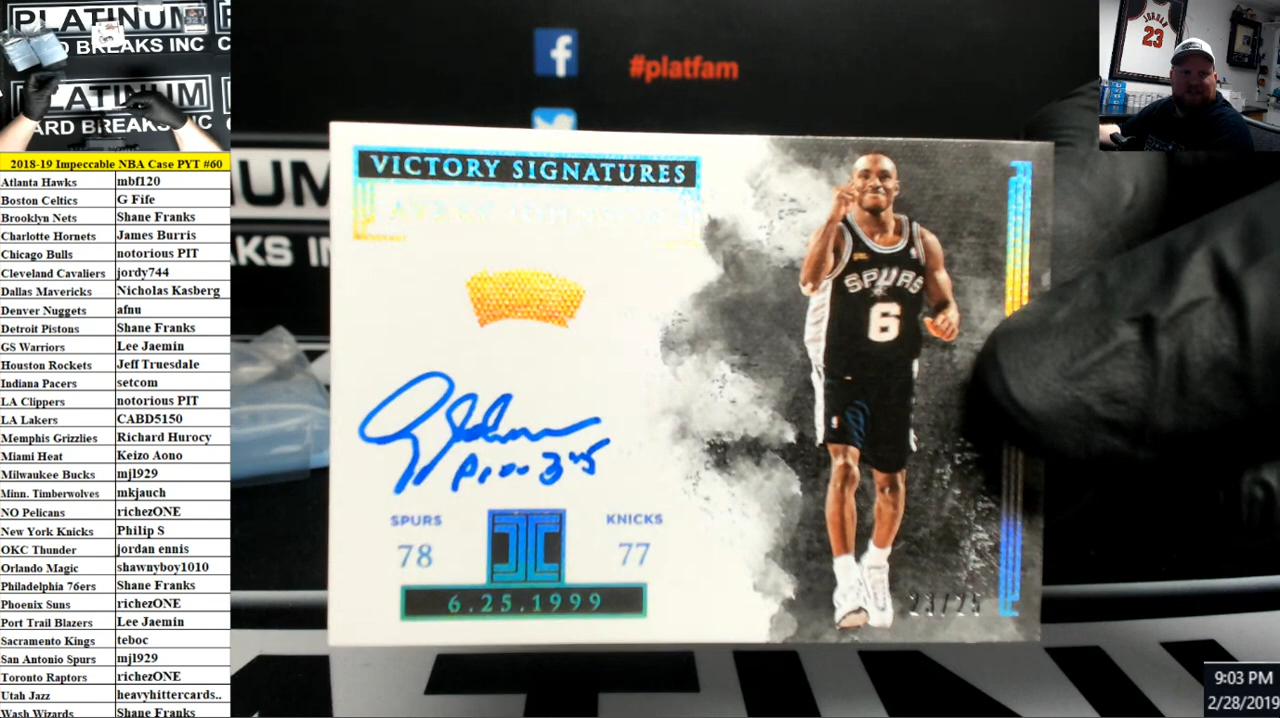 PLATINUM
ARD BREAKS INC
PLATINUM
ARD BREAKS INC
2018-19 Impeccable NBA Case PYT #60
Atlanta Hawks mbf120
Boston Celtics G Fife
Brooklyn Nets Shane Franks
Charlotte Hornets James Burris
Chicago Bulls notorious PIT
Cleveland Cavaliers jordy744
Dallas Mavericks Nicholas Kasberg
Denver Nuggets afnu
Detroit Pistons Shane Franks
GS Warriors Lee Jaemin
Houston Rockets Jeff Truesdale
Indiana Pacers setcom
LA Clippers notorious PIT
LA Lakers CABD5150
Memphis Grizzlies Richard Hurocy
Miami Heat Keizo Aono
Milwaukee Bucks mjl929
Minn. Timberwolves mkjauch
NO Pelicans richezONE
New York Knicks Philip S
OKC Thunder jordan ennis
Orlando Magic shawnyboy1010
Philadelphia 76ers Shane Franks
Phoenix Suns richezONE
Port Trail Blazers Lee Jaemin
Sacramento Kings teboc
San Antonio Spurs mjl929
Toronto Raptors richezONE
Utah Jazz heavyhittercards..
Wash Wizards Shane Franks
f
#platfam
UM
KS IN
VICTORY SIGNATURES
SPURS
6
SPURS
78
KNICKS
77
6.25.1999
TINU
JORDAN
23
9:03 PM
2/28/2019